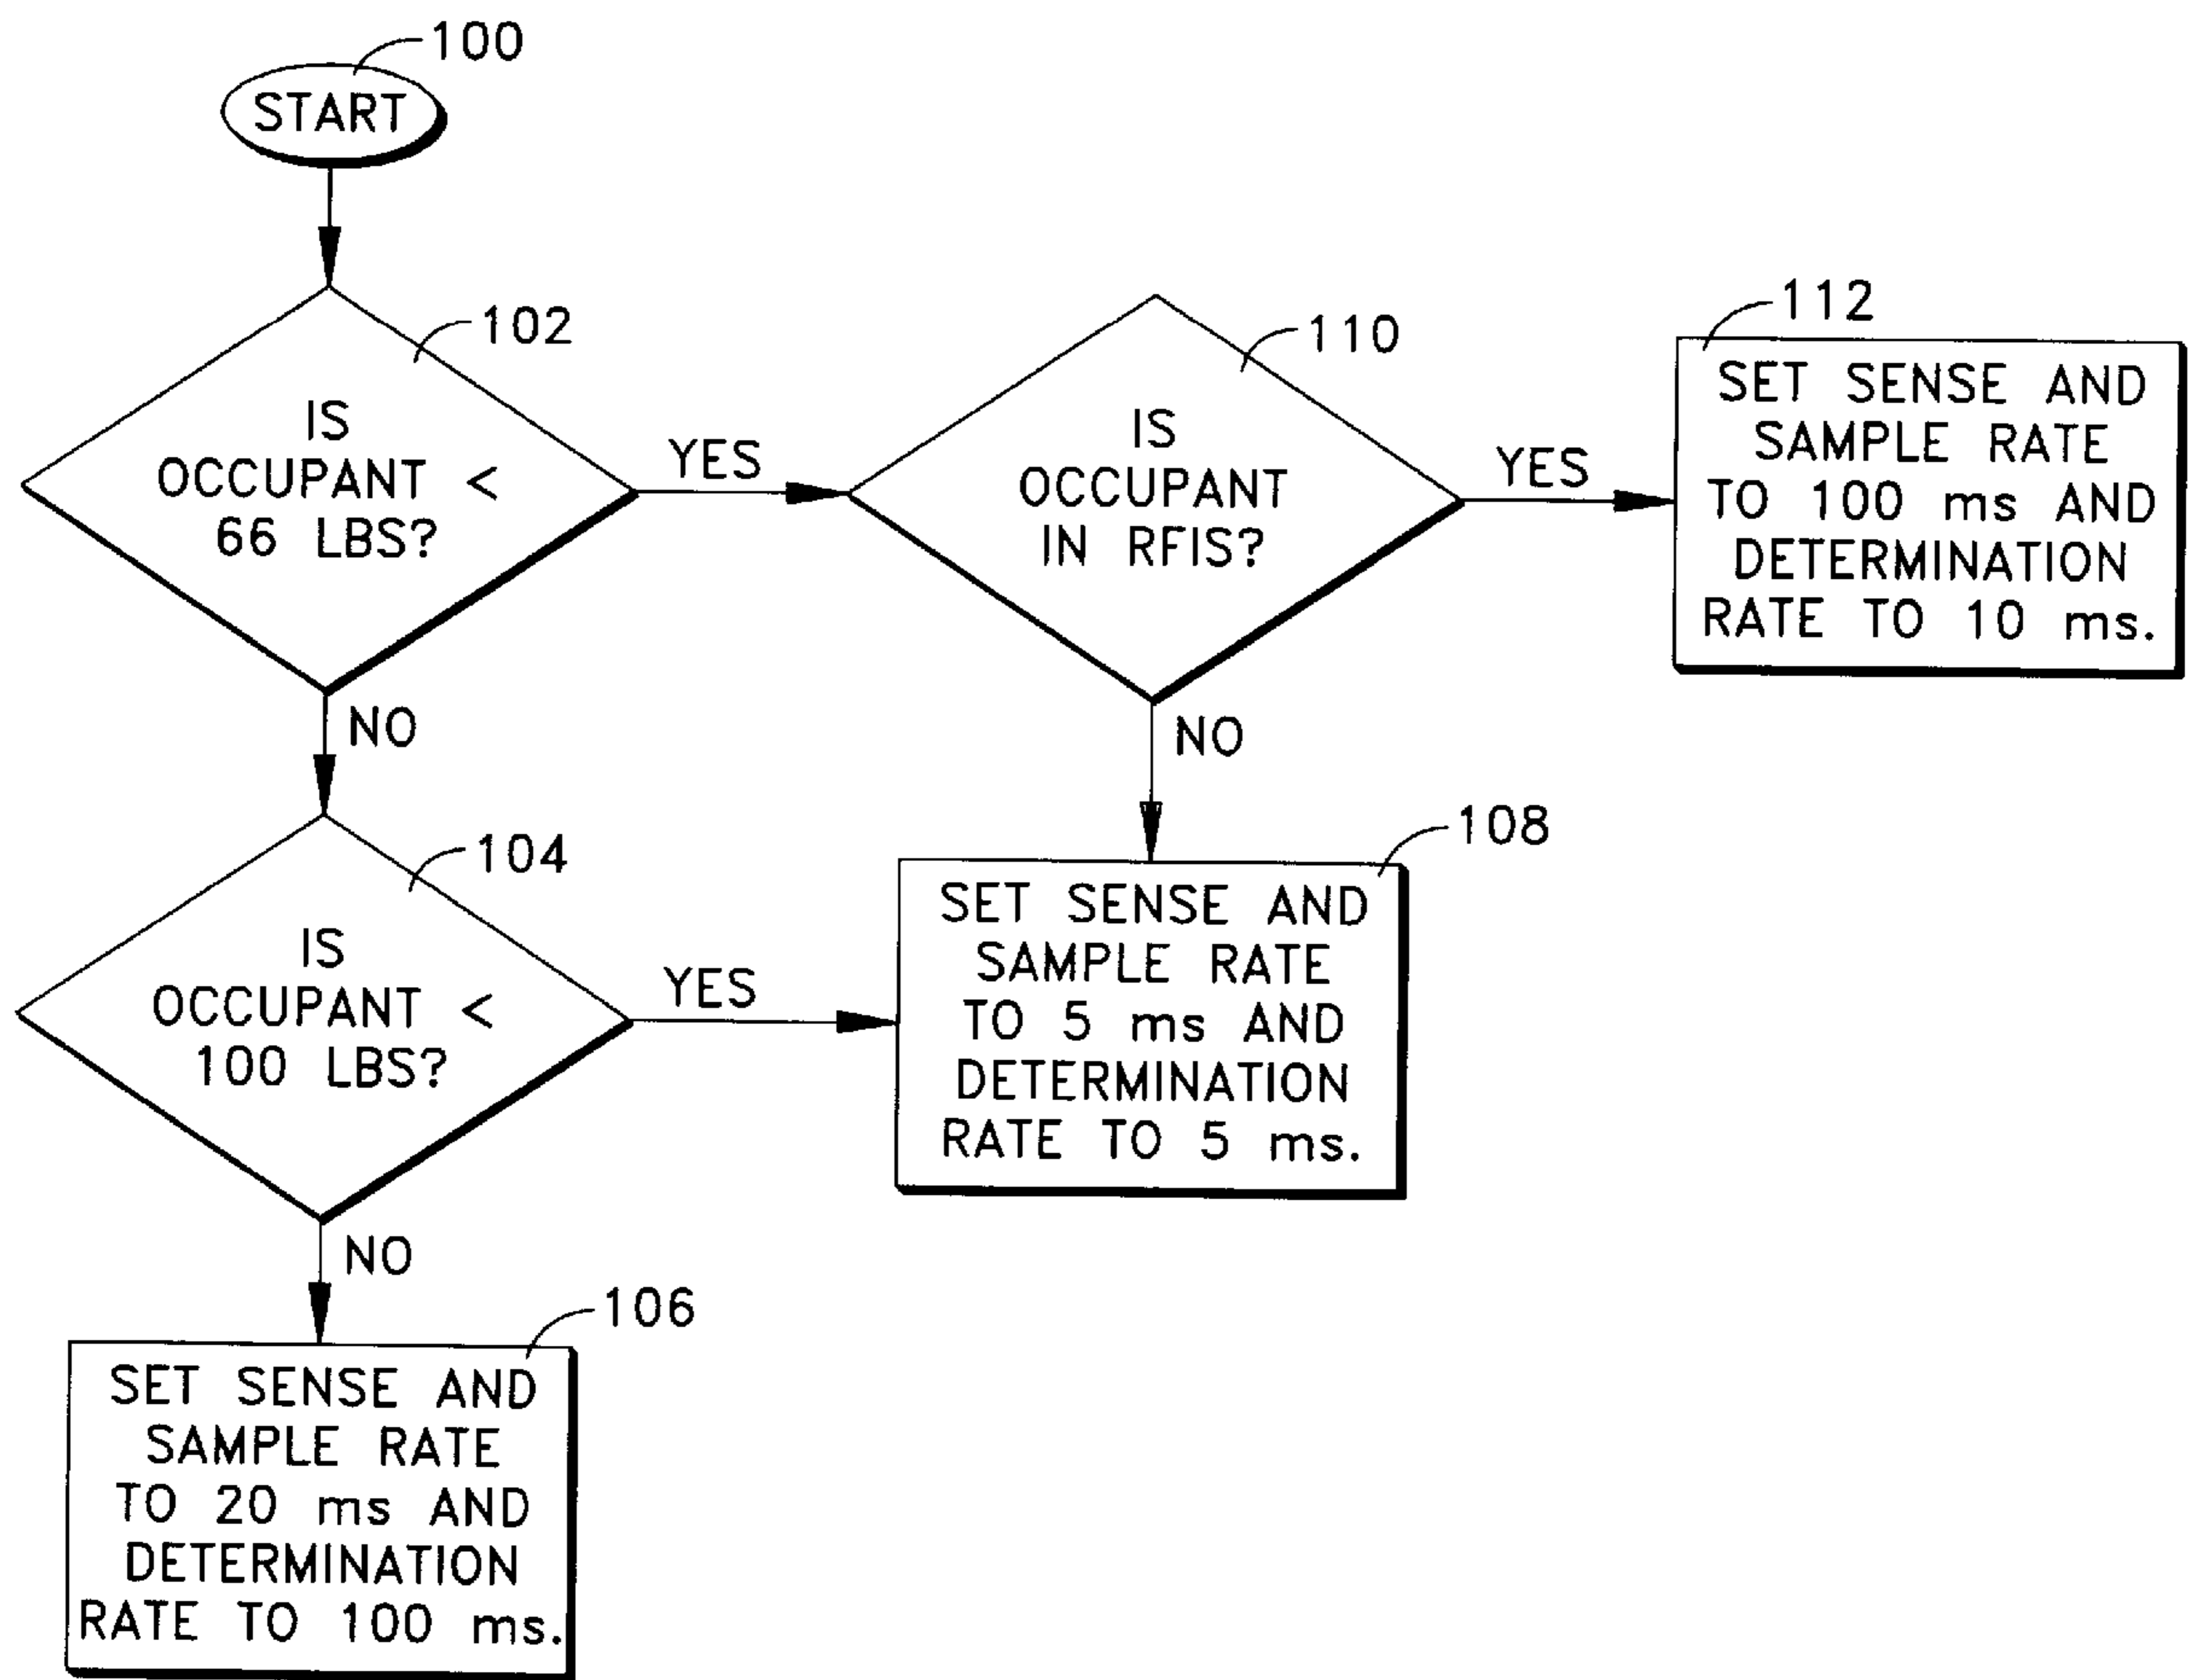 100
START
102
IS
OCCUPANT <
66 LBS?
YES
110
IS
OCCUPANT
IN RFIS?
YES
112
SET SENSE AND
SAMPLE RATE
TO 100 ms AND
DETERMINATION
RATE TO 10 ms.
NO
NO
104
IS
OCCUPANT <
100 LBS?
YES
108
SET SENSE AND
SAMPLE RATE
TO 5 ms AND
DETERMINATION
RATE TO 5 ms.
NO
106
SET SENSE AND
SAMPLE RATE
TO 20 ms AND
DETERMINATION
RATE TO 100 ms.